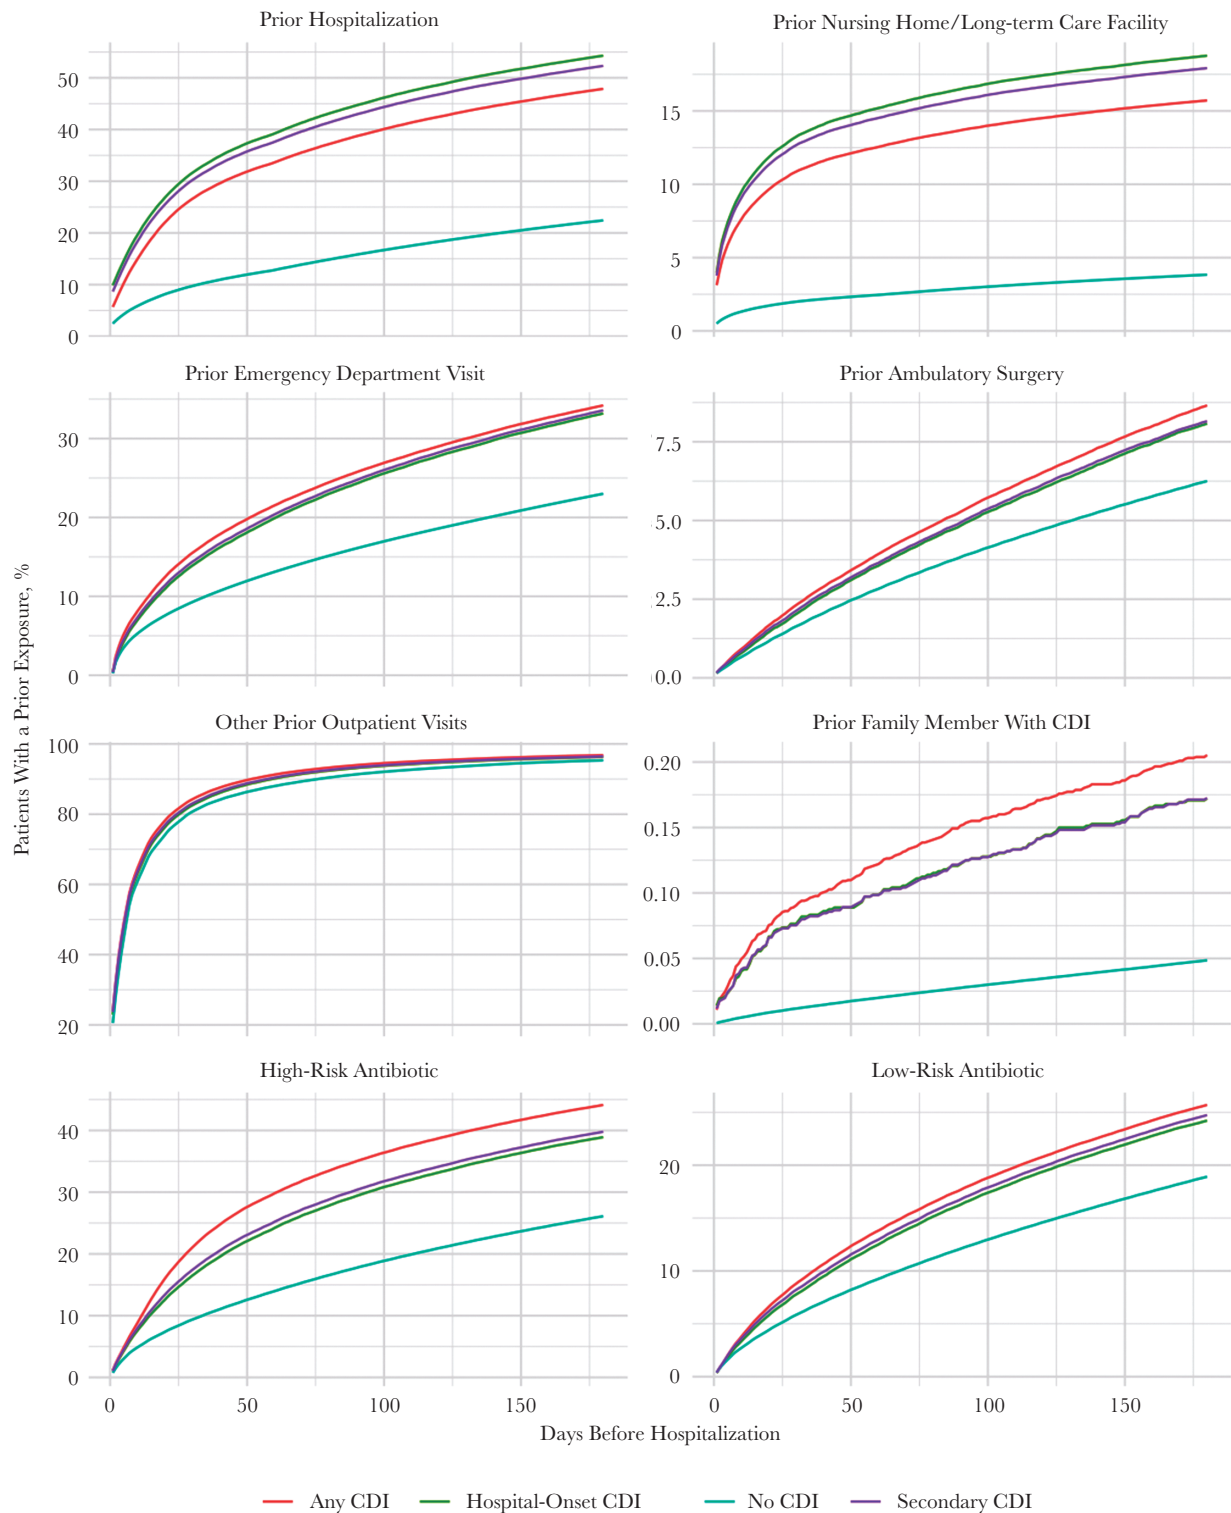 Prior Hospitalization
Prior Nursing Home/Long-term Care Facility
50
40
30
20
10
0
15
10
5
0
Prior Emergency Department Visit
Prior Ambulatory Surgery
30
20
10
0
7.5
5.0
2.5
0.0
Patients With a Prior Exposure, %
Other Prior Outpatient Visits
Prior Family Member With CDI
100
80
60
40
20
0.20
0.15
0.10
0.05
0.00
High-Risk Antibiotic
Low-Risk Antibiotic
40
30
20
10
0
20
10
0
0 50 100 150
0 50 100 150
Days Before Hospitalization
Any CDI Hospital-Onset CDI No CDI Secondary CDI